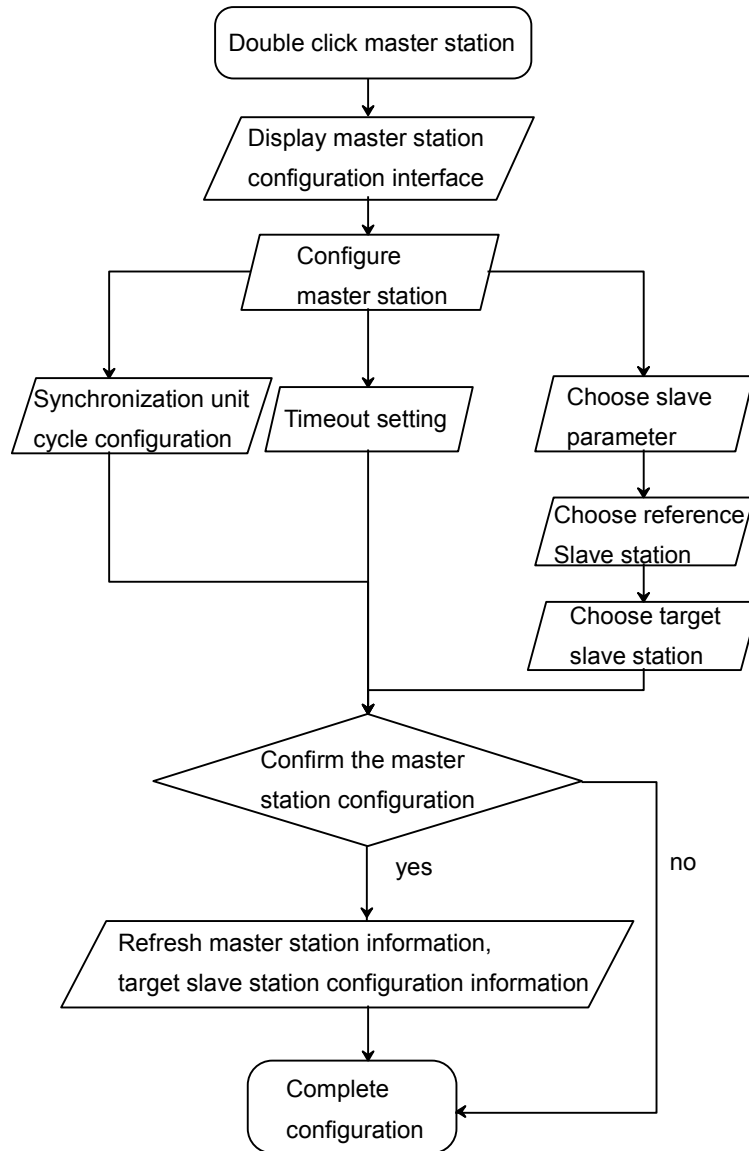 Double click master station
Display master station
configuration interface
Configure
master station
Synchronization unit
cycle configuration
Timeout setting
Choose slave
parameter
Choose reference
Slave station
Choose target
slave station
Confirm the master
station configuration
yes
no
Refresh master station information,
target slave station configuration information
Complete
configuration